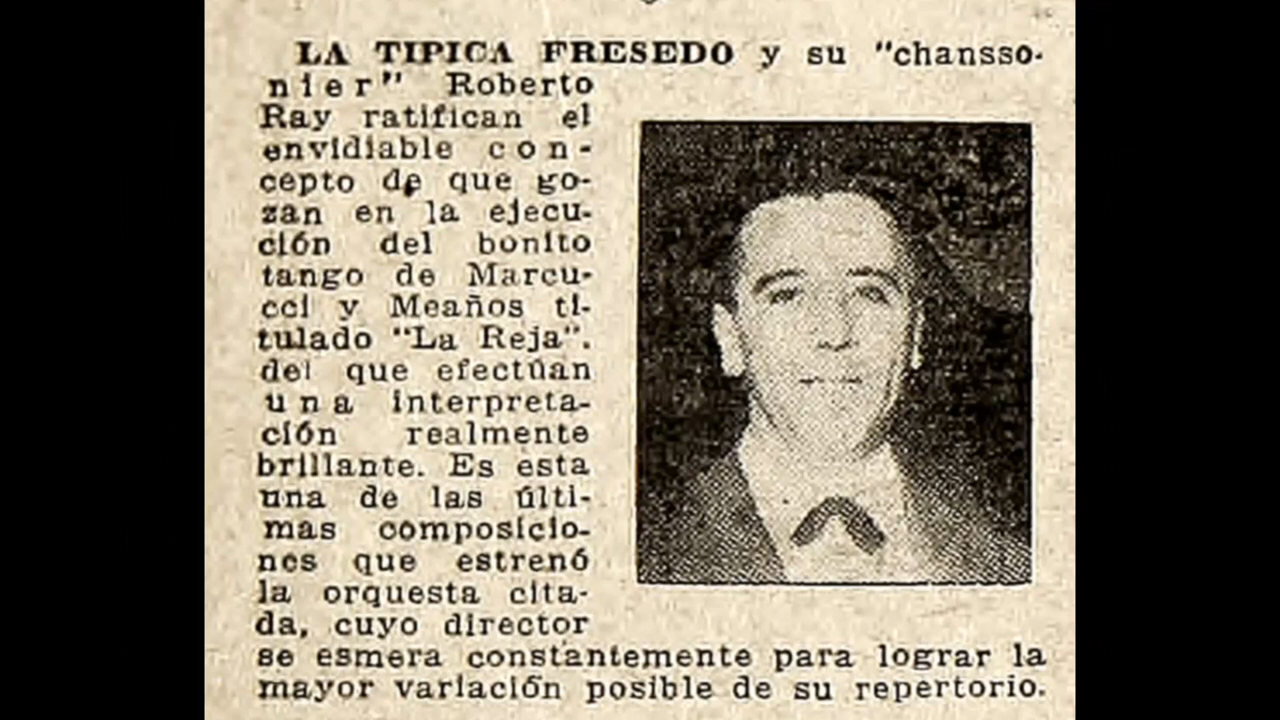 LA TIPICA FRESEDO y su "chansso-
nier" Roberto
Ray ratifican el
envidiable con-
cepto de que go-
zan en la ejecu-
ción del bonito
tango de Marcu-
cci y Meaños ti-
tulado "La Reja".
del que efectúan
una interpreta-
ción realmente
brillante. Es esta
una de las últi-
mas composicio-
nes que estrenó
la orquesta cita-
da, cuyo director
se esmera constantemente para lograr la
mayor variación posible de su repertorio.